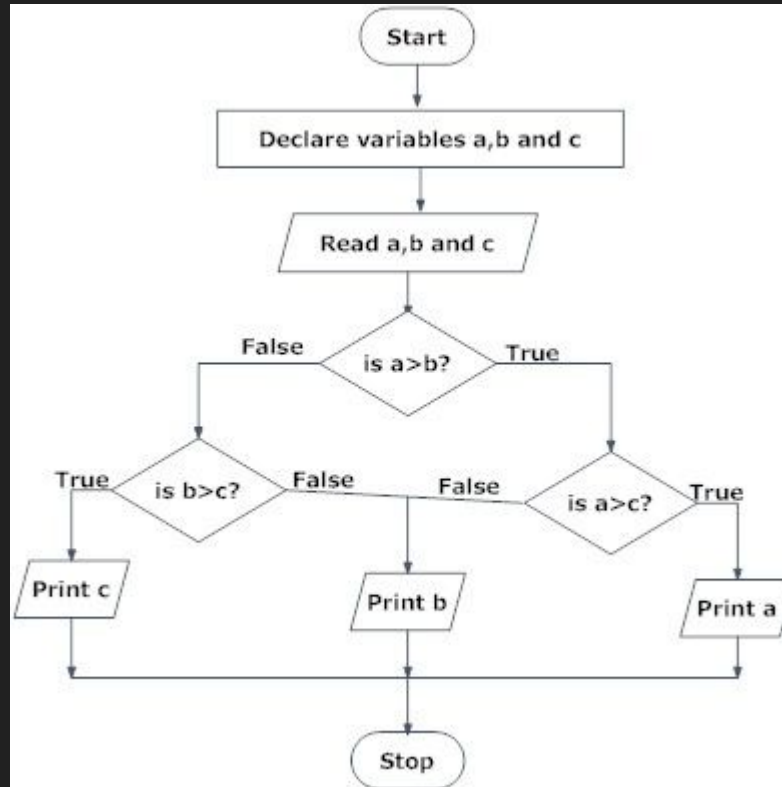 Start
Declare variables a,b and c
Read a,b and c
is a>b?
False
True
is b>c?
True
False
is a>c?
False
True
Print c
Print b
Print a
Stop